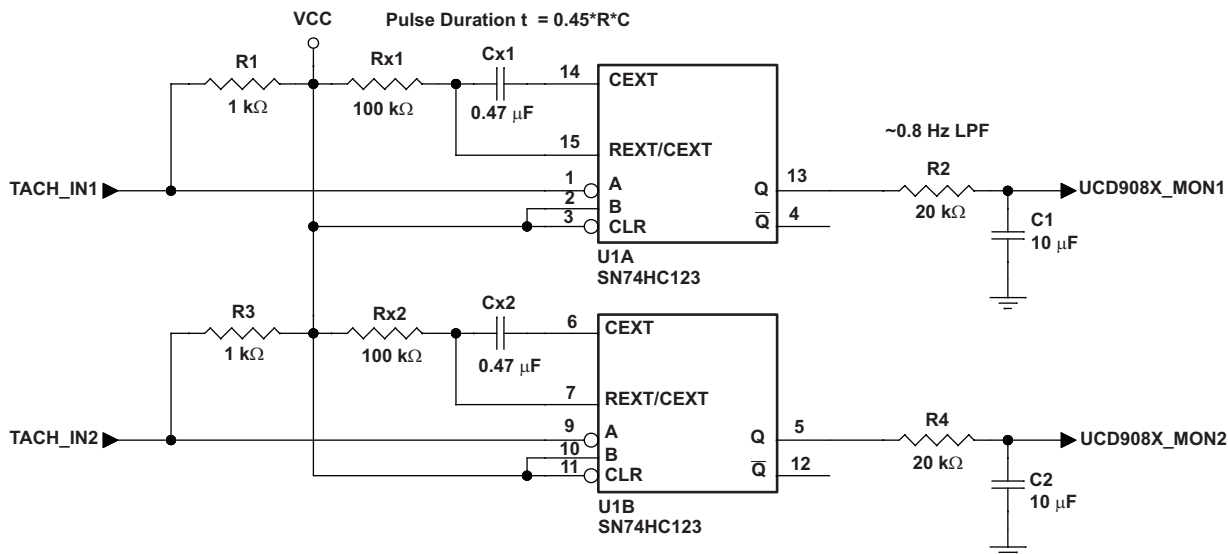 VCC
Pulse Duration t = 0.45*R*C
R1
1 kΩ
Rx1
100 kΩ
Cx1
0.47 μF
14
CEXT
15
REXT/CEXT
TACH_IN1
1
A
2
B
3
CLR
Q
13
Q
4
U1A
SN74HC123
~0.8 Hz LPF
R2
20 kΩ
UCD908X_MON1
C1
10 μF
R3
1 kΩ
Rx2
100 kΩ
Cx2
0.47 μF
6
CEXT
7
REXT/CEXT
TACH_IN2
9
A
10
B
11
CLR
Q
5
Q
12
U1B
SN74HC123
R4
20 kΩ
UCD908X_MON2
C2
10 μF